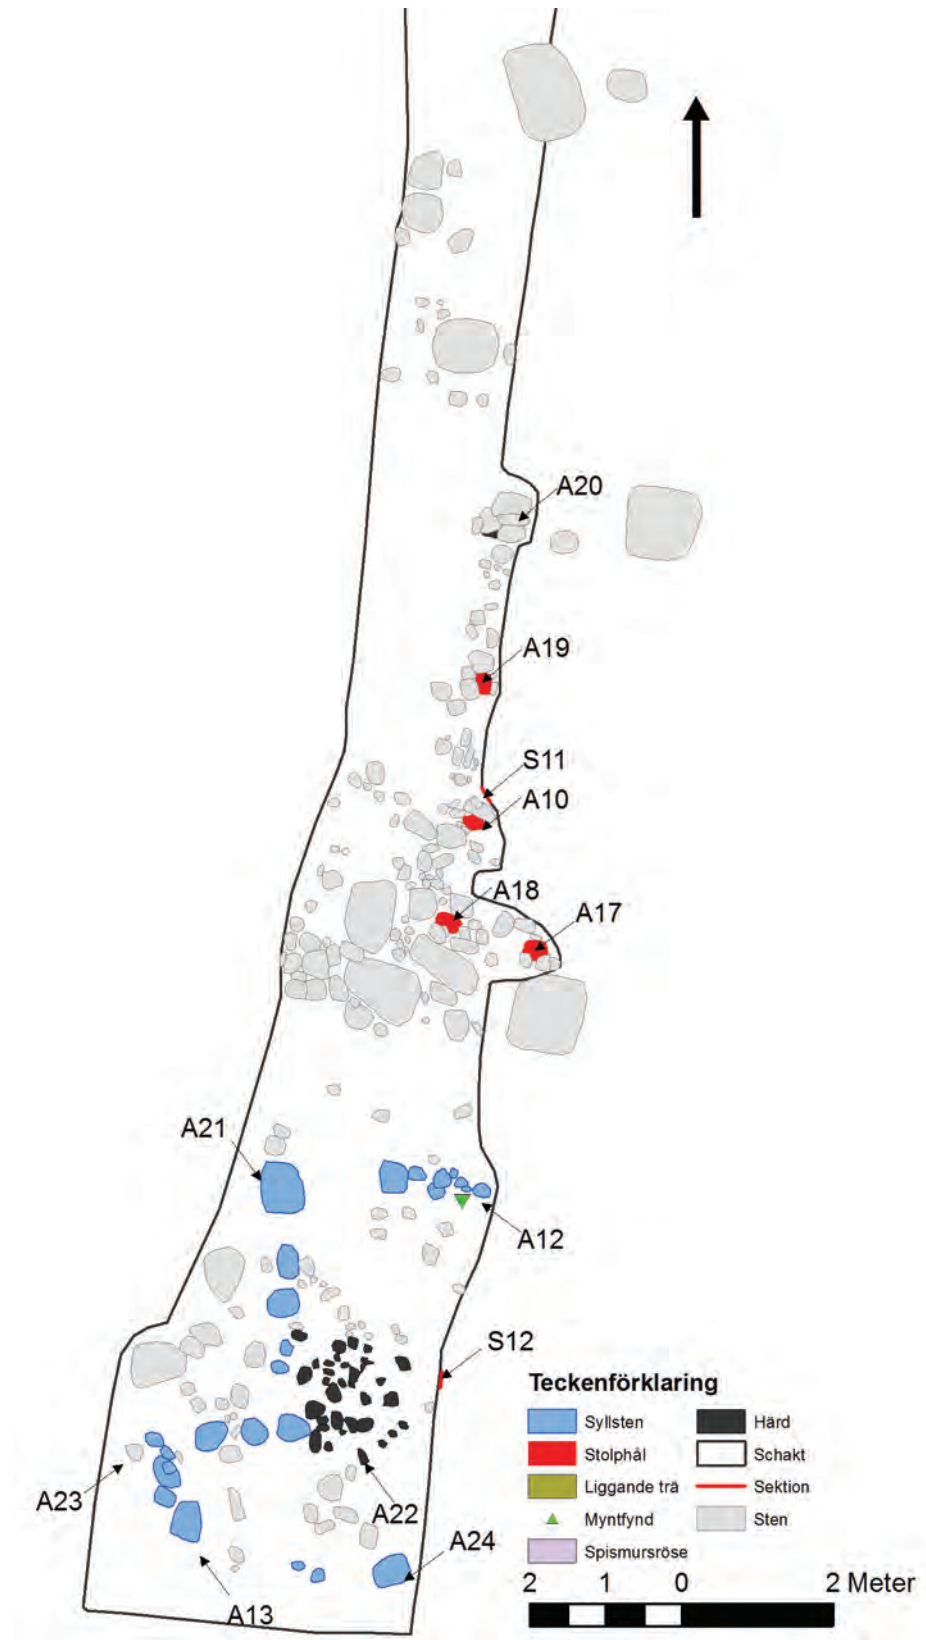 A20
A19
S11
A10
A18
A17
A21
A12
S12
A23
A22
A24
A13
Teckenförklaring
Syllsten
Stolphål
Liggande trä
Myntfynd
Spismursröse
Härd
Schakt
Sektion
Sten
2 1 0 2 Meter